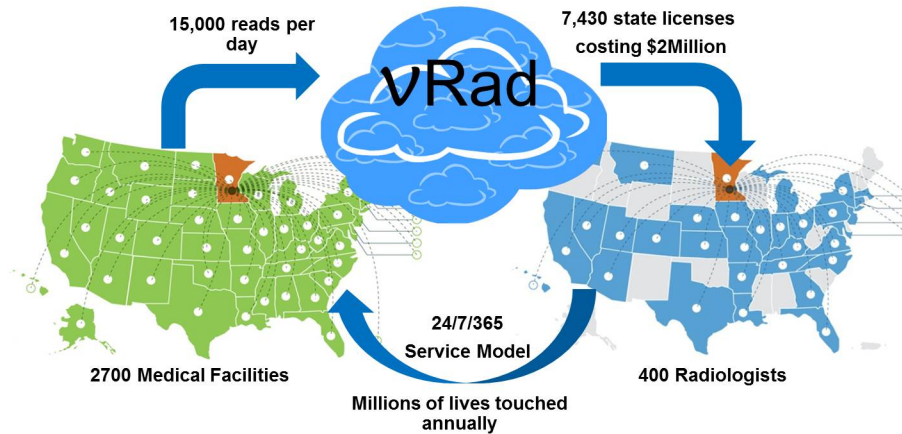 15,000 reads per
day
7,430 state licenses
costing $2Million
νRad
24/7/365
Service Model
2700 Medical Facilities
400 Radiologists
Millions of lives touched
annually